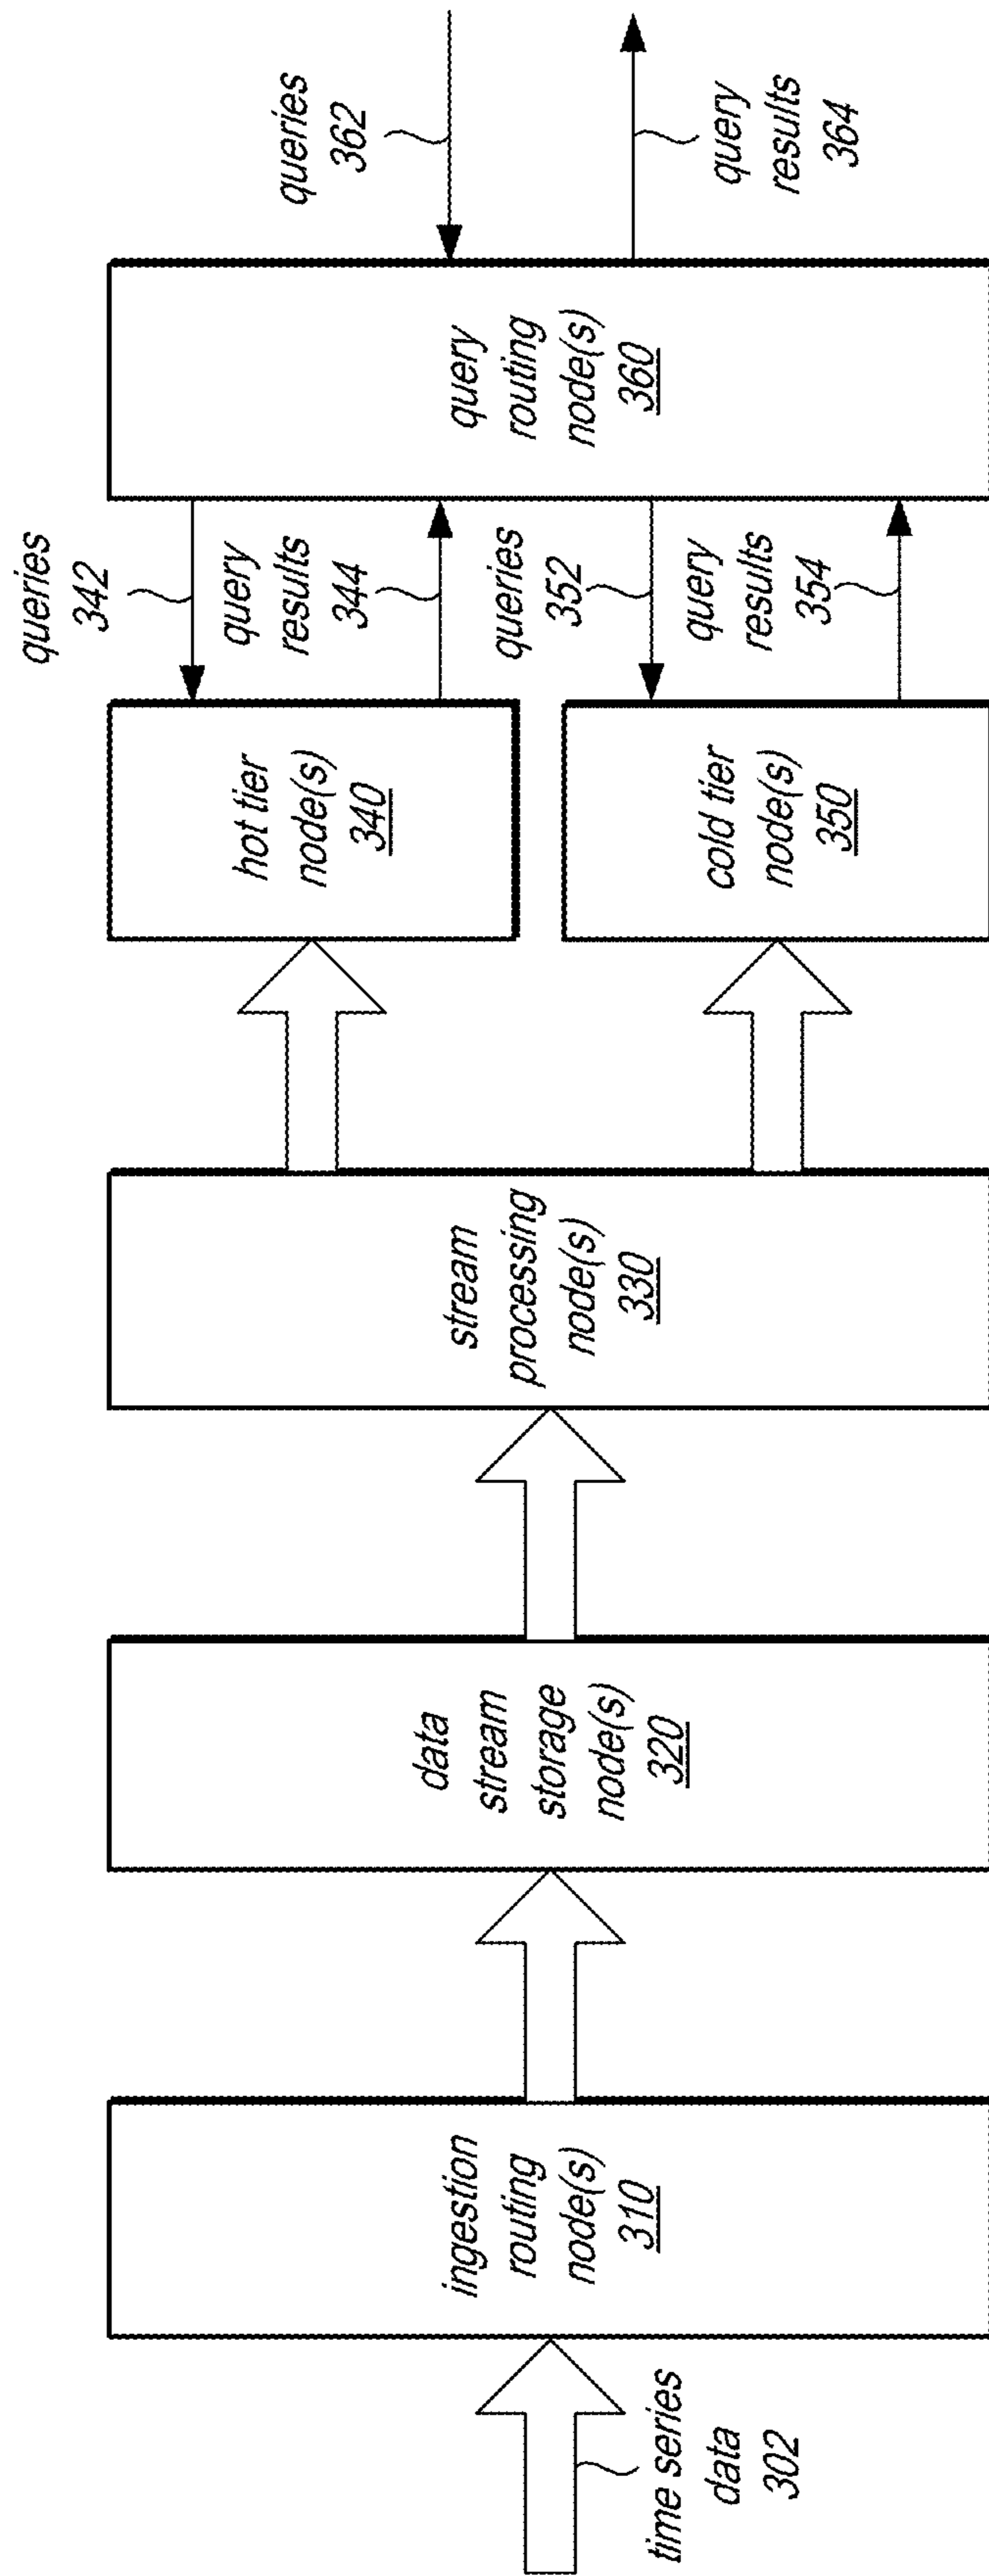 time series
data
302
ingestion
routing
node(s)
310
data
stream
storage
node(s)
320
stream
processing
node(s)
330
hot tier
node(s)
340
cold tier
node(s)
350
queries
342
query
results
344
queries
352
query
results
354
query
routing
node(s)
360
queries
362
query
results
364